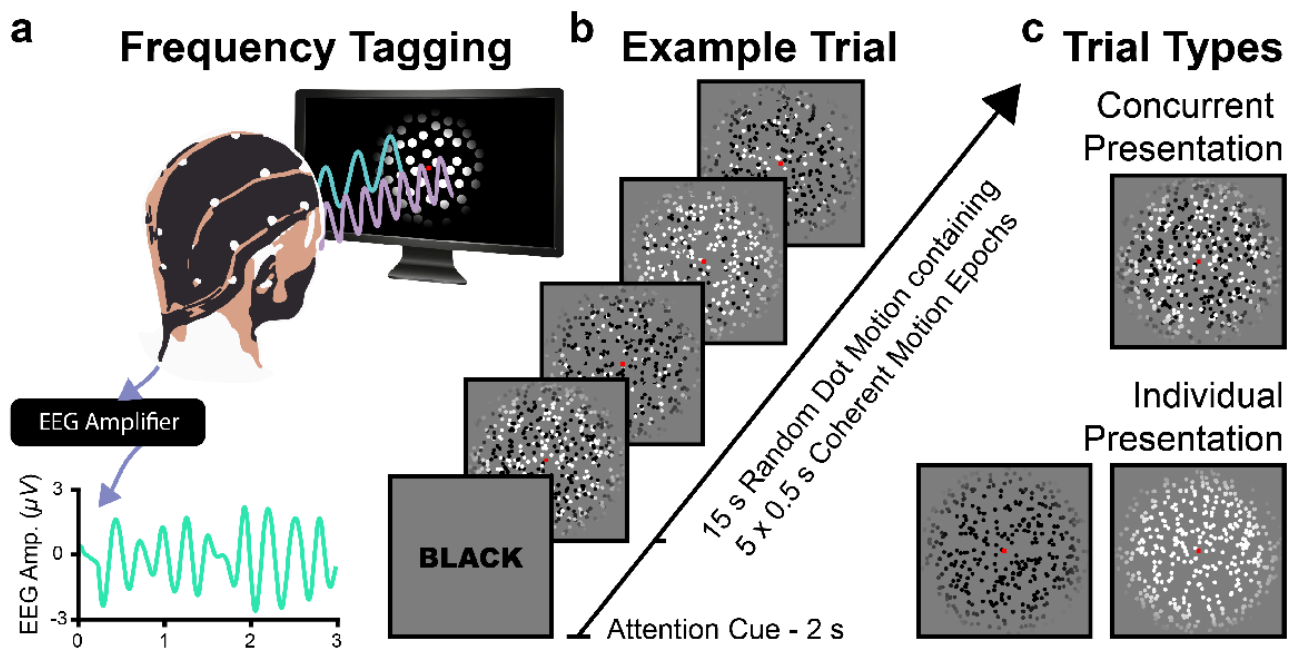 a
Frequency Tagging
EEG Amplifier
EEG Amp. (μV)
3
0
-3
0
1
2
3
b
Example Trial
BLACK
Attention Cue - 2 s
15 s Random Dot Motion containing
5 x 0.5 s Coherent Motion Epochs
c
Trial Types
Concurrent
Presentation
Individual
Presentation